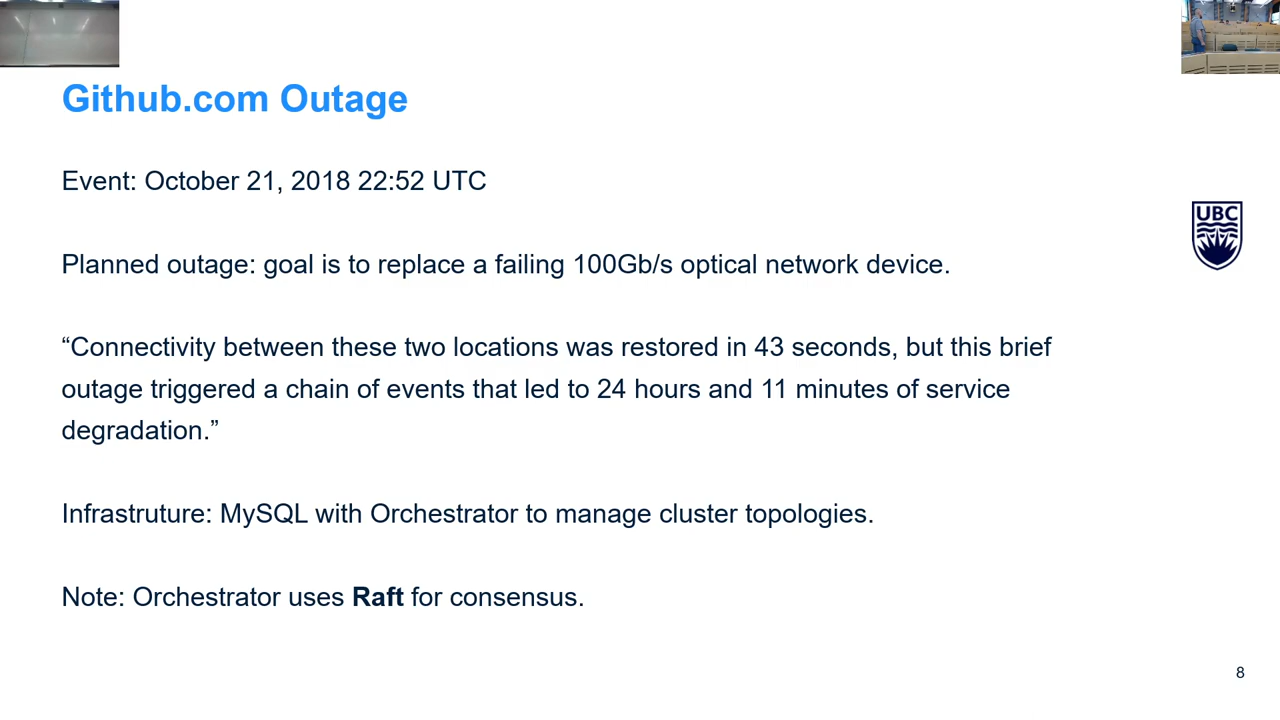 Github.com Outage
Event: October 21, 2018 22:52 UTC
UBC
Planned outage: goal is to replace a failing 100Gb/s optical network device.
“Connectivity between these two locations was restored in 43 seconds, but this brief
outage triggered a chain of events that led to 24 hours and 11 minutes of service
degradation.”
Infrastruture: MySQL with Orchestrator to manage cluster topologies.
Note: Orchestrator uses Raft for consensus.
8